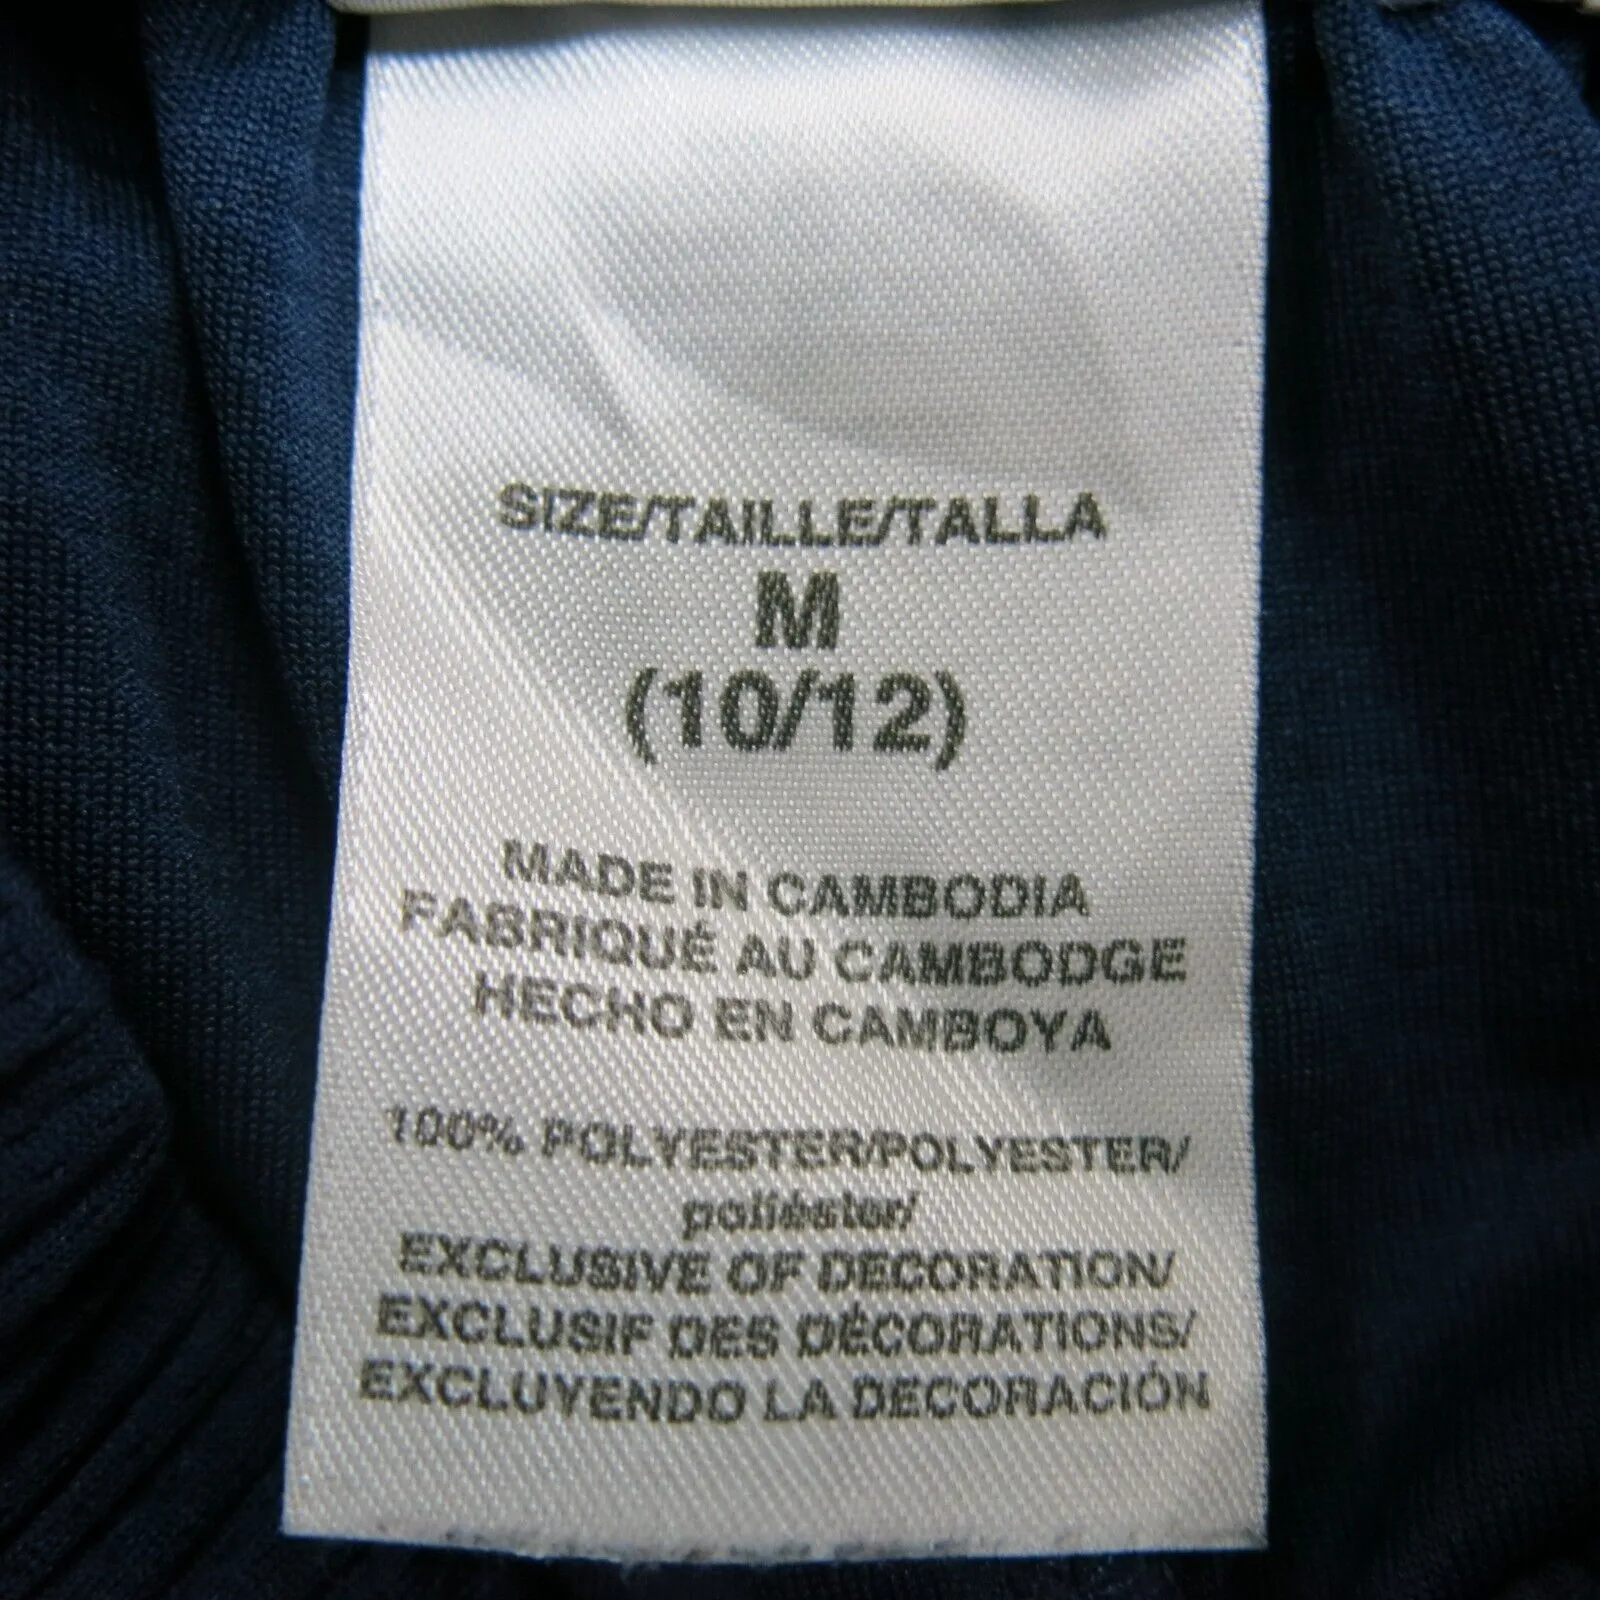 SIZE/TAILLE/TALLA
M
(10/12)
MADE IN CAMBODIA
FABRIQUÉ AU CAMBODGE
HECHO EN CAMBOYA
100% POLYESTER/POLYESTER/
poliéster/
EXCLUSIVE OF DECORATION/
EXCLUSIF DES DÉCORATIONS/
EXCLUYENDO LA DECORACIÓN